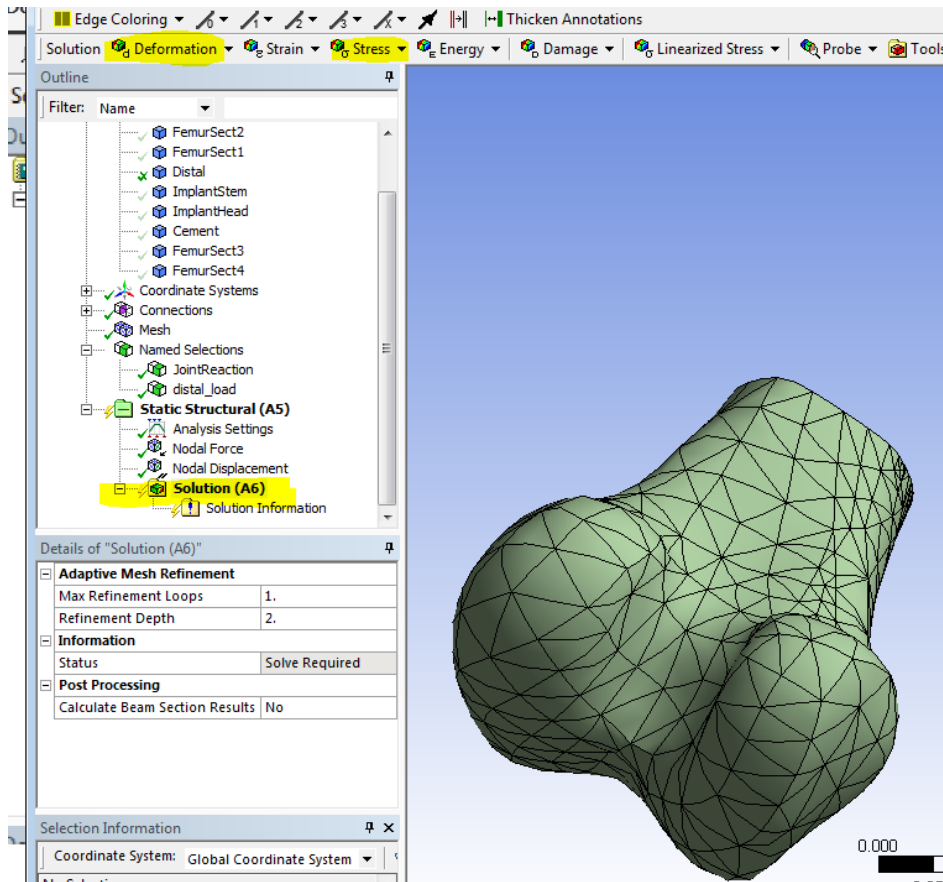 Edge Coloring
Thicken Annotations
Solution Deformation Strain Stress Energy Damage Linearized Stress Probe Tools
Outline
Filter: Name
FemurSect2
FemurSect1
Distal
ImplantStem
ImplantHead
Cement
FemurSect3
FemurSect4
Coordinate Systems
Connections
Mesh
Named Selections
JointReaction
distal_load
Static Structural (A5)
Analysis Settings
Nodal Force
Nodal Displacement
Solution (A6)
Solution Information
Details of "Solution (A6)"
Adaptive Mesh Refinement
Max Refinement Loops 1.
Refinement Depth 2.
Information
Status Solve Required
Post Processing
Calculate Beam Section Results No
Selection Information
Coordinate System: Global Coordinate System
0.000